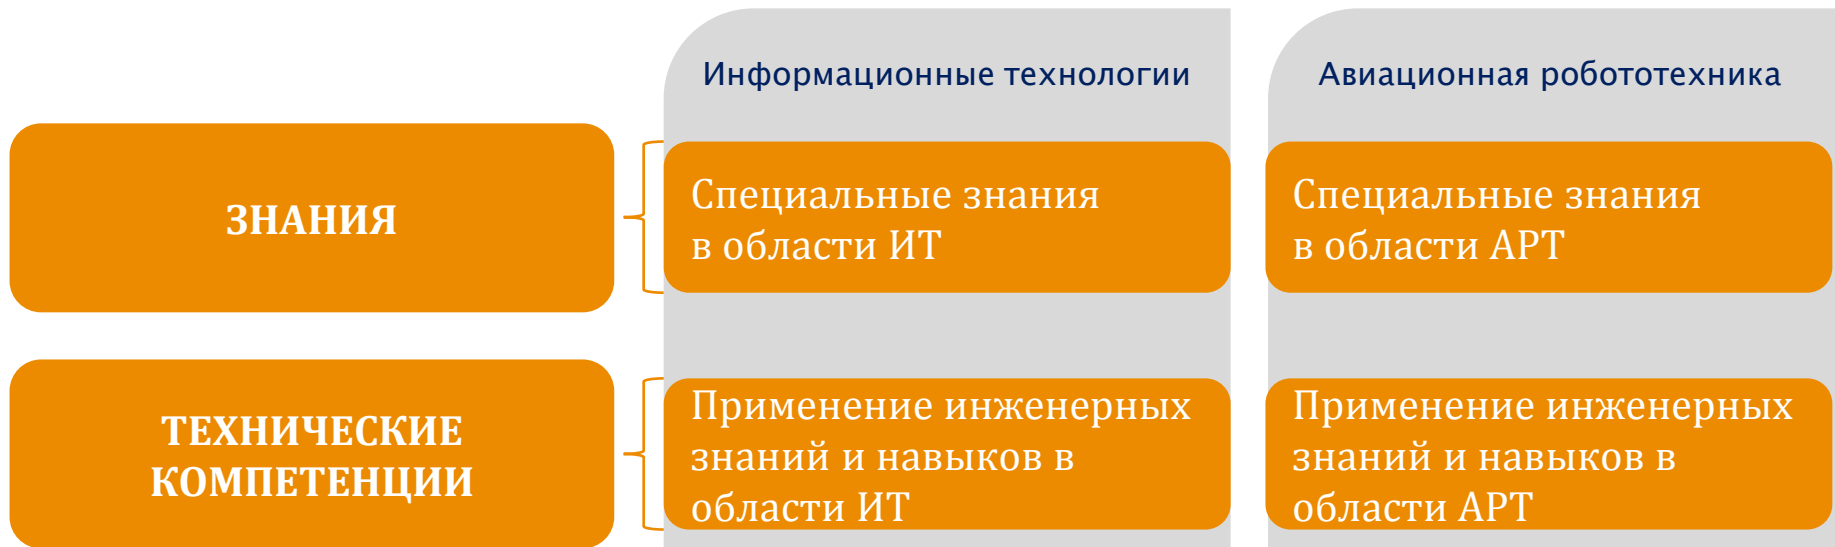 Информационные технологии
Авиационная робототехника
ЗНАНИЯ
Специальные знания
в области ИТ
Специальные знания
в области АРТ
ТЕХНИЧЕСКИЕ
КОМПЕТЕНЦИИ
Применение инженерных
знаний и навыков в
области ИТ
Применение инженерных
знаний и навыков в
области АРТ